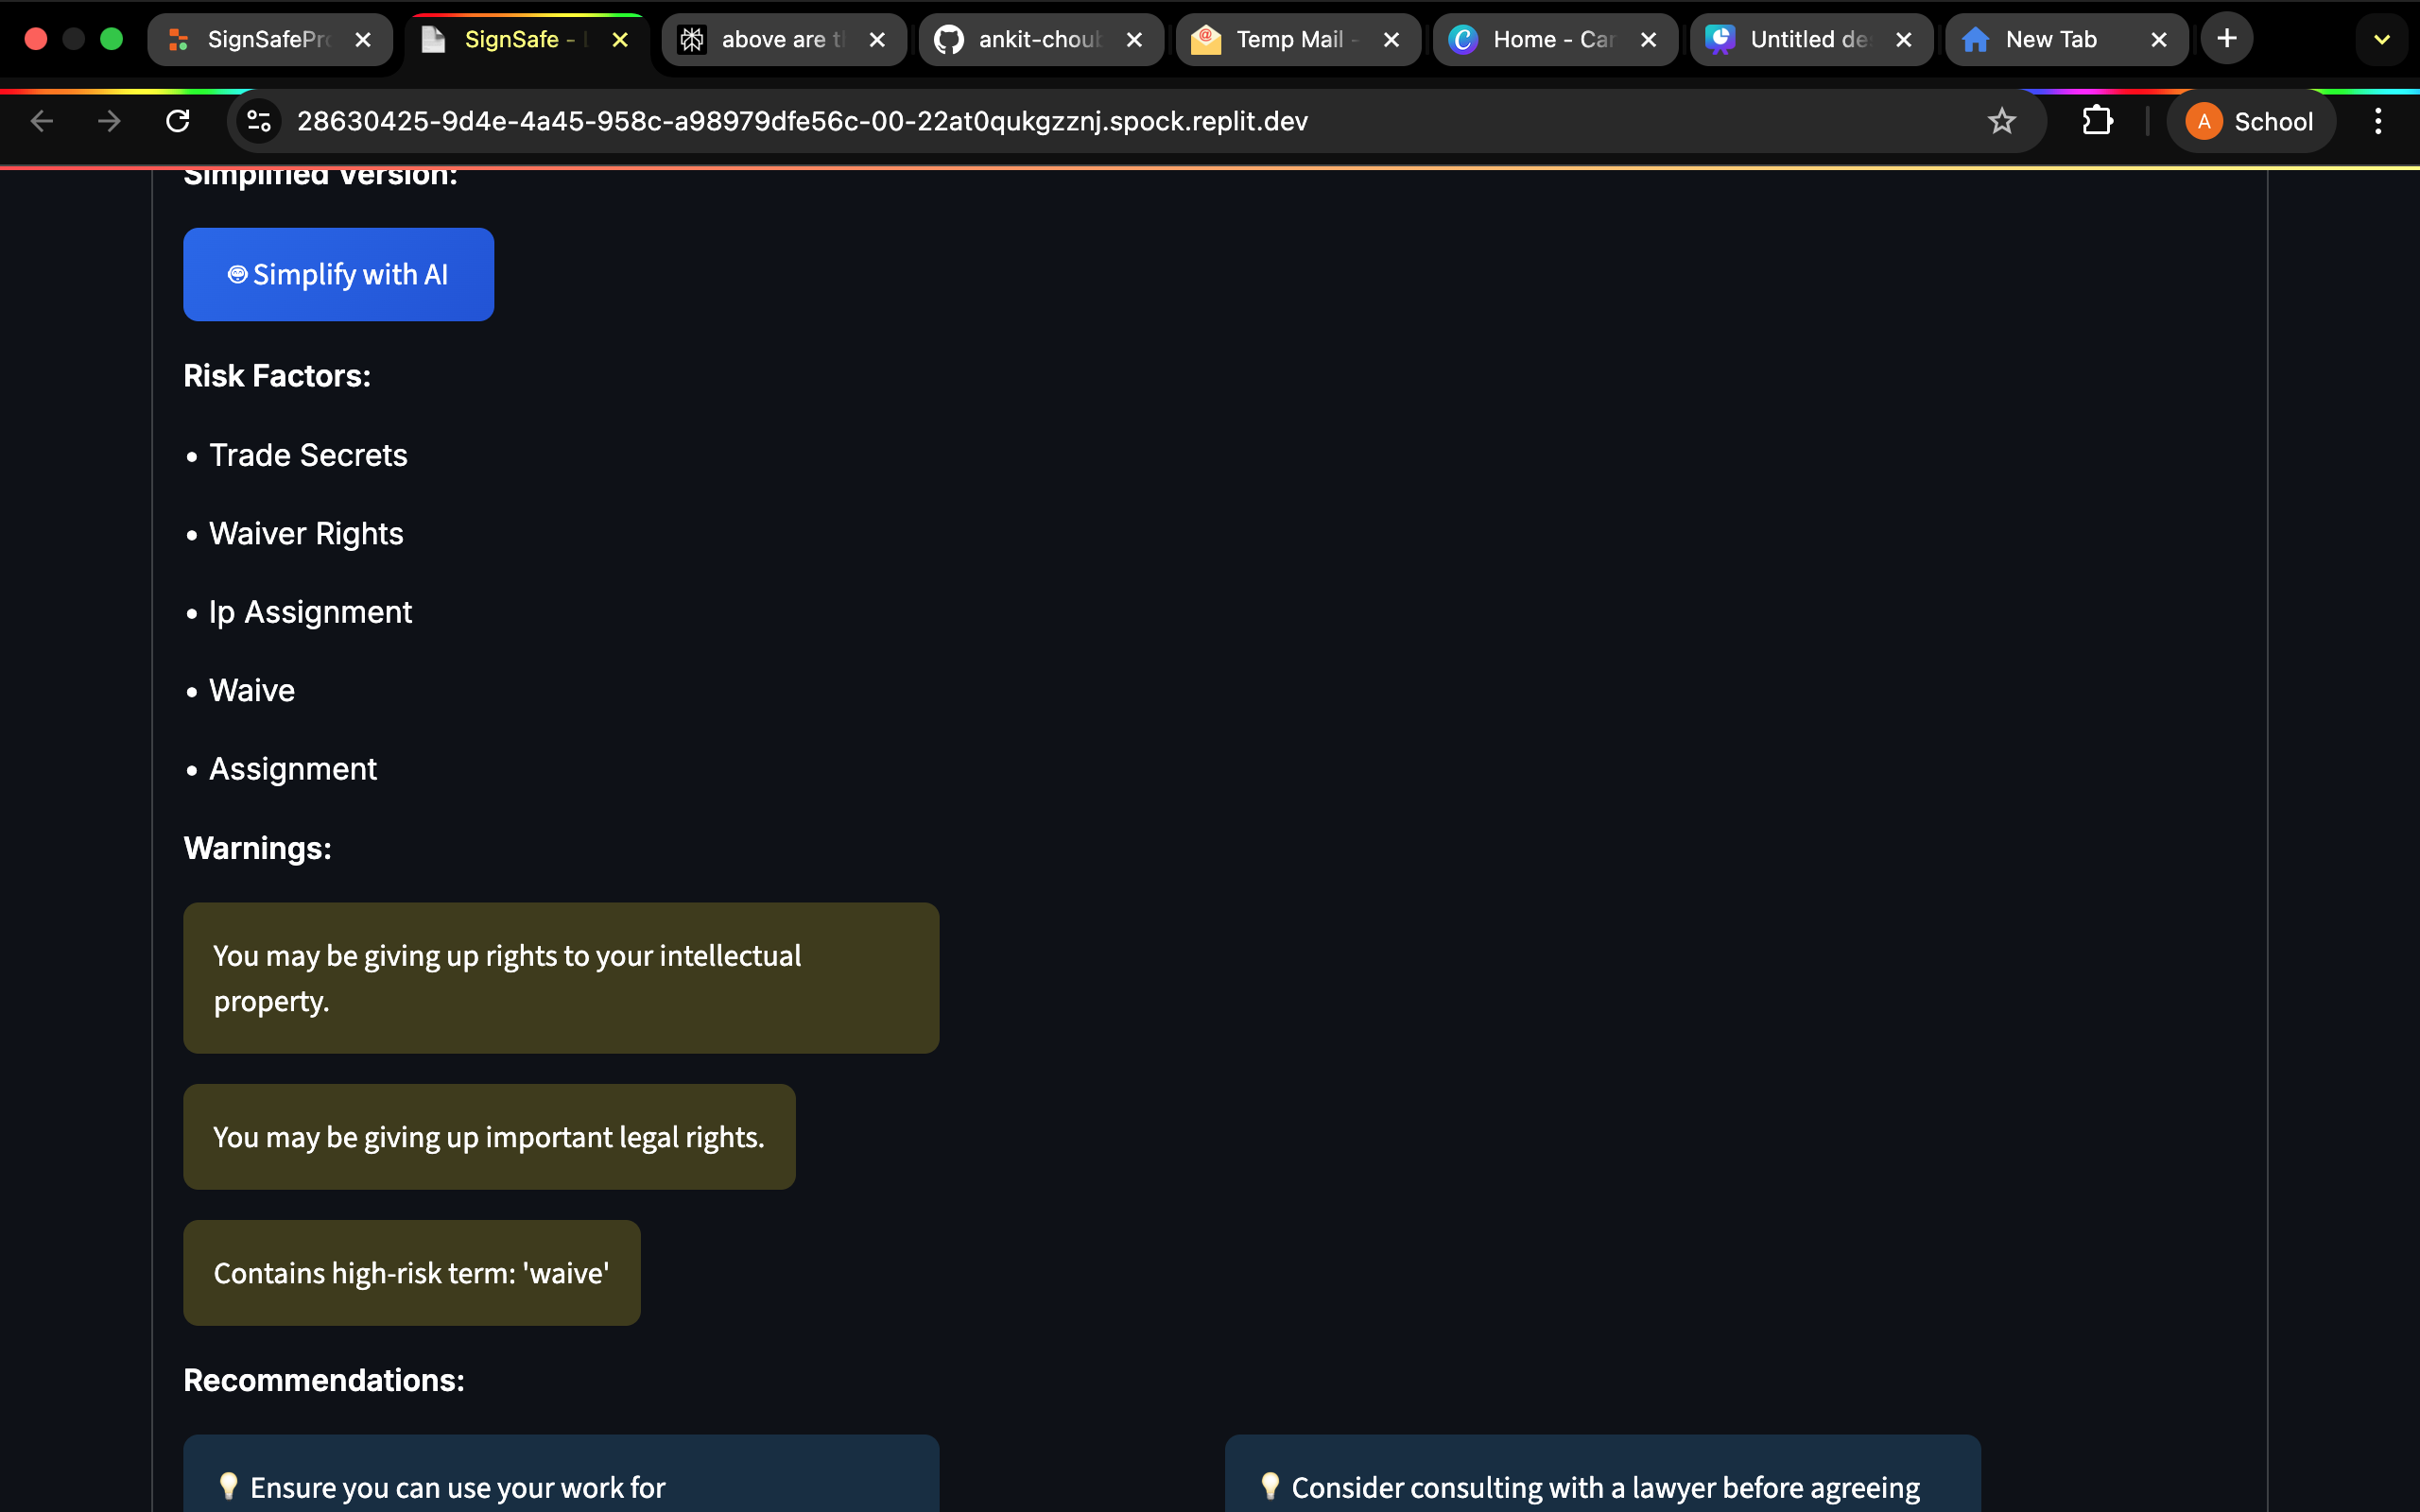 SignSafePr
SignSafe -
above are t
ankit-choub
Temp Mail -
Home - Car
Untitled de
New Tab
28630425-9d4e-4a45-958c-a98979dfe56c-00-22at0qukgzznj.spock.replit.dev
A School
Simplified Version:
Simplify with AI
Risk Factors:
• Trade Secrets
• Waiver Rights
• Ip Assignment
• Waive
• Assignment
Warnings:
You may be giving up rights to your intellectual
property.
You may be giving up important legal rights.
Contains high-risk term: 'waive'
Recommendations:
Ensure you can use your work for
Consider consulting with a lawyer before agreeing